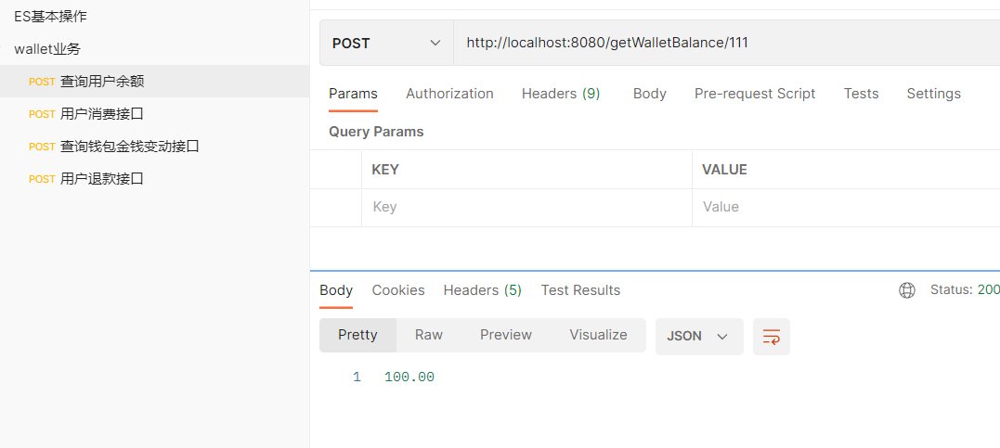 ES基本操作
wallet业务
POST 查询用户余额
POST 用户消费接口
POST 查询钱包金钱变动接口
POST 用户退款接口
POST http://localhost:8080/getWalletBalance/111
Params Authorization Headers (9) Body Pre-request Script Tests Settings
Query Params
KEY VALUE
Key Value
Body Cookies Headers (5) Test Results Status: 200
Pretty Raw Preview Visualize JSON
1 100.00